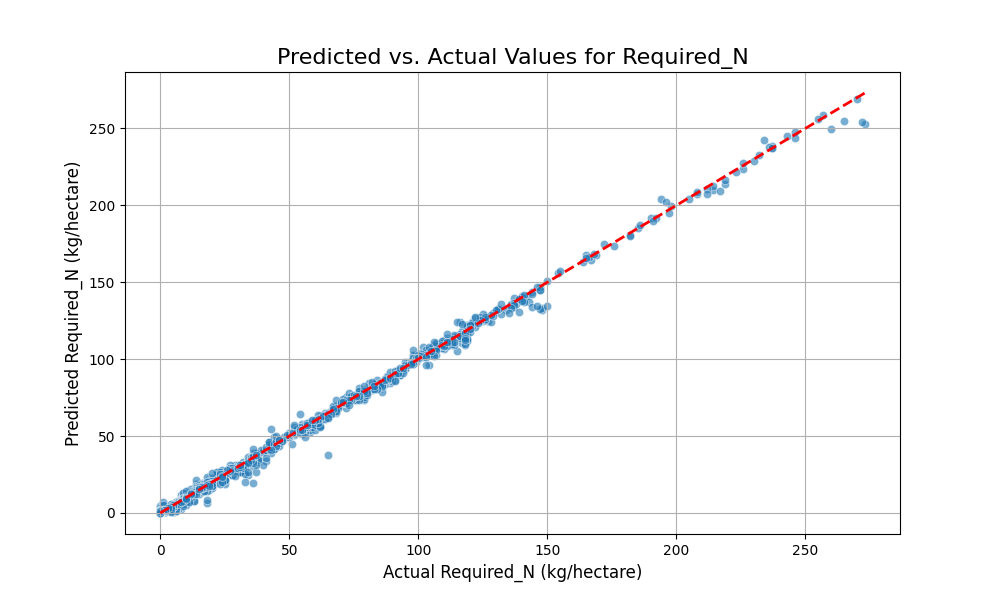 Predicted vs. Actual Values for Required_N
Predicted Required_N (kg/hectare)
250
200
150
100
50
0
0 50 100 150 200 250
Actual Required_N (kg/hectare)